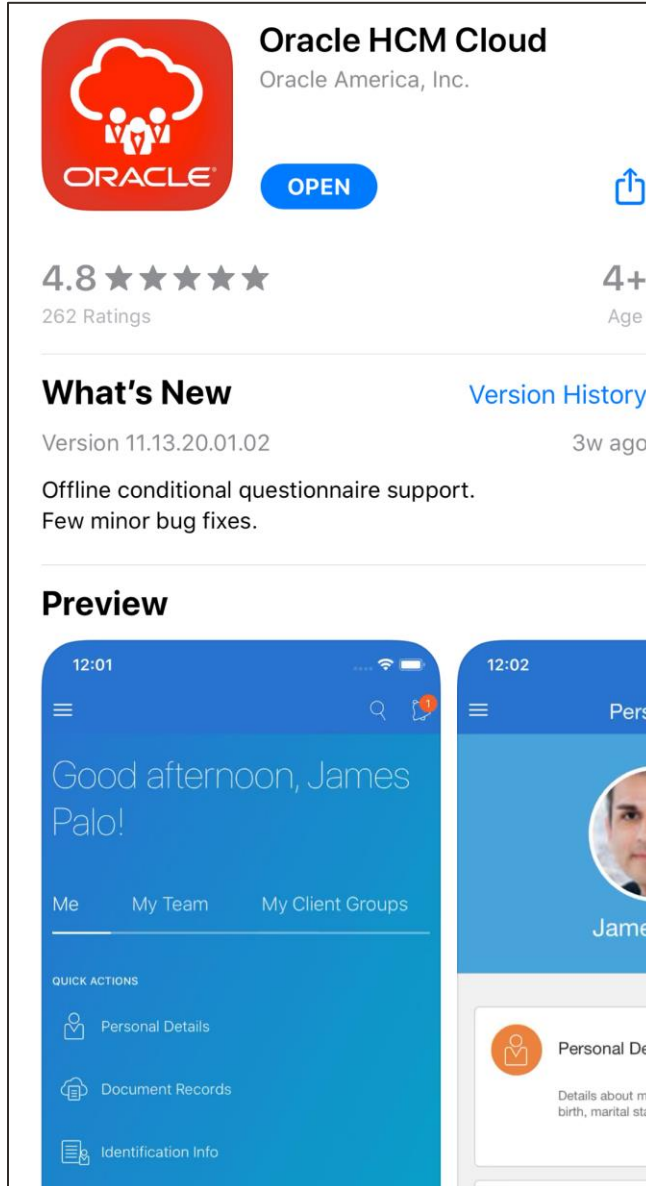 Oracle HCM Cloud
Oracle America, Inc.
ORACLE
OPEN
4.8
4+
262 Ratings
Age
What’s New
Version History
Version 11.13.20.01.02
3w ago
Offline conditional questionnaire support.
Few minor bug fixes.
Preview
12:01
1
Good afternoon, James
Palo!
Me
My Team
My Client Groups
QUICK ACTIONS
Personal Details
Document Records
Identification Info
12:02
Pers
Jame
Personal De
Details about m
birth, marital sta